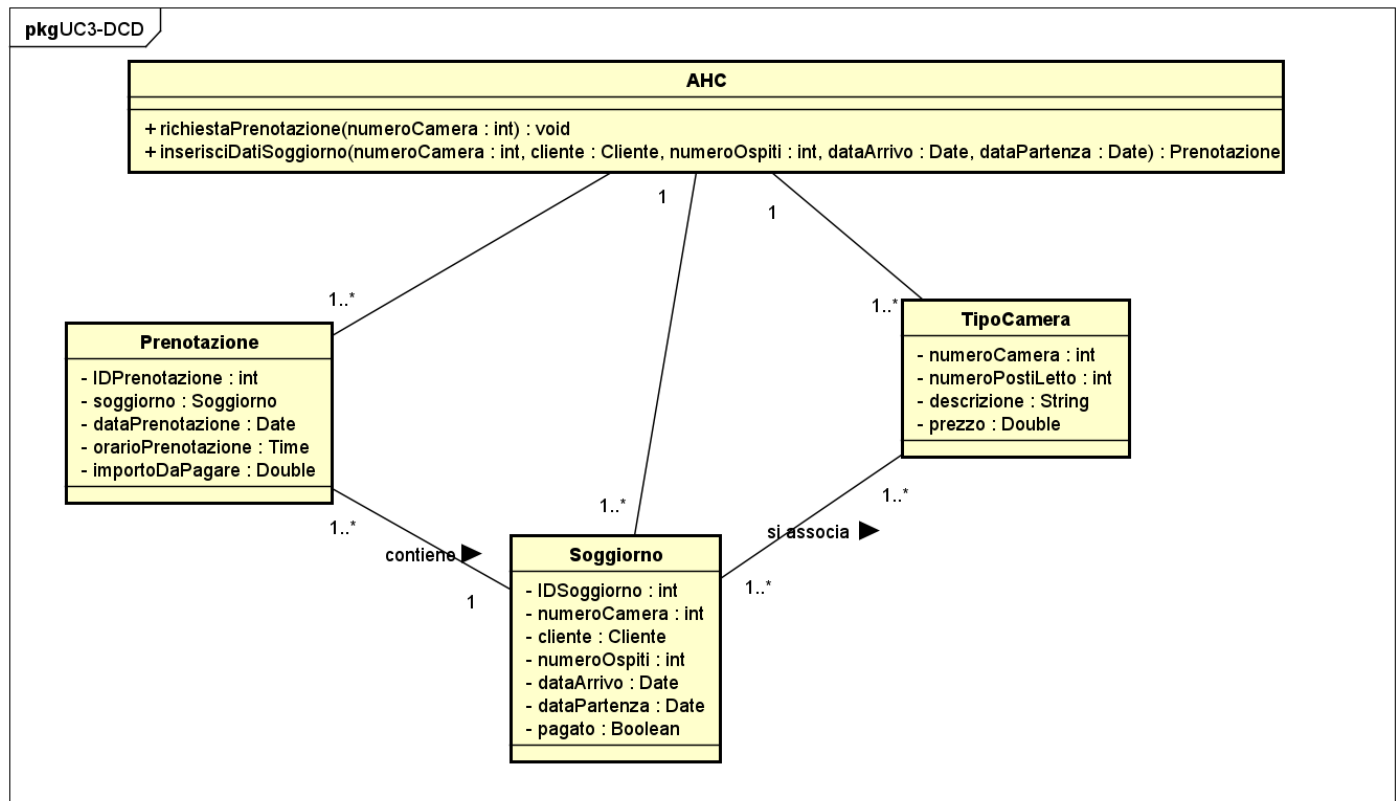 pkgUC3-DCD
AHC
+ richiestaPrenotazione(numeroCamera : int) : void
+ inserisciDatiSoggiorno(numeroCamera : int, cliente : Cliente, numeroOspiti : int, dataArrivo : Date, dataPartenza : Date) : Prenotazione
1
1
1..*
1..*
Prenotazione
- IDPrenotazione : int
- soggiorno : Soggiorno
- dataPrenotazione : Date
- orarioPrenotazione : Time
- importoDaPagare : Double
TipoCamera
- numeroCamera : int
- numeroPostiLetto : int
- descrizione : String
- prezzo : Double
1..*
contiene
1
1..*
1..*
si associa
1..*
Soggiorno
- IDSoggiorno : int
- numeroCamera : int
- cliente : Cliente
- numeroOspiti : int
- dataArrivo : Date
- dataPartenza : Date
- pagato : Boolean